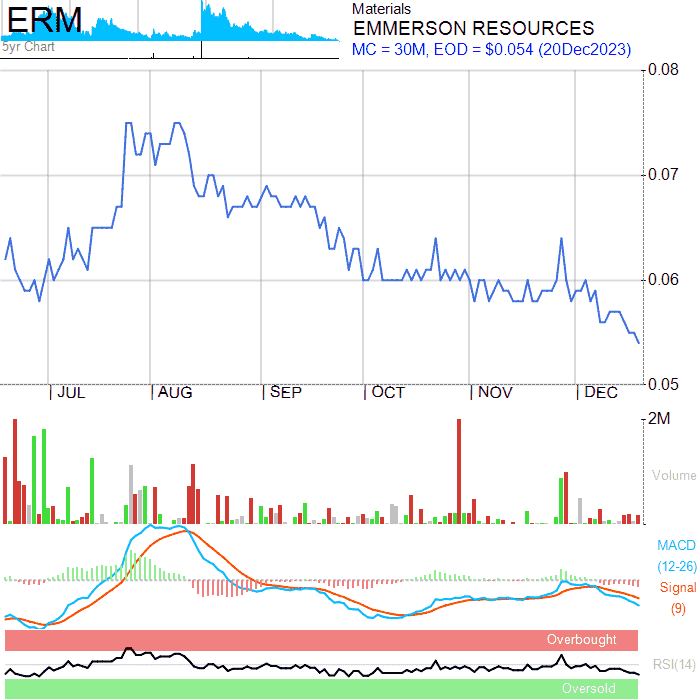 ERM
5yr Chart
Materials
EMMERSON RESOURCES
MC = 30M, EOD = $0.054 (20Dec2023)
0.08
0.07
0.06
0.05
JUL AUG SEP OCT NOV DEC
2M
Volume
MACD
(12-26)
Signal
(9)
Overbought
RSI(14)
Oversold